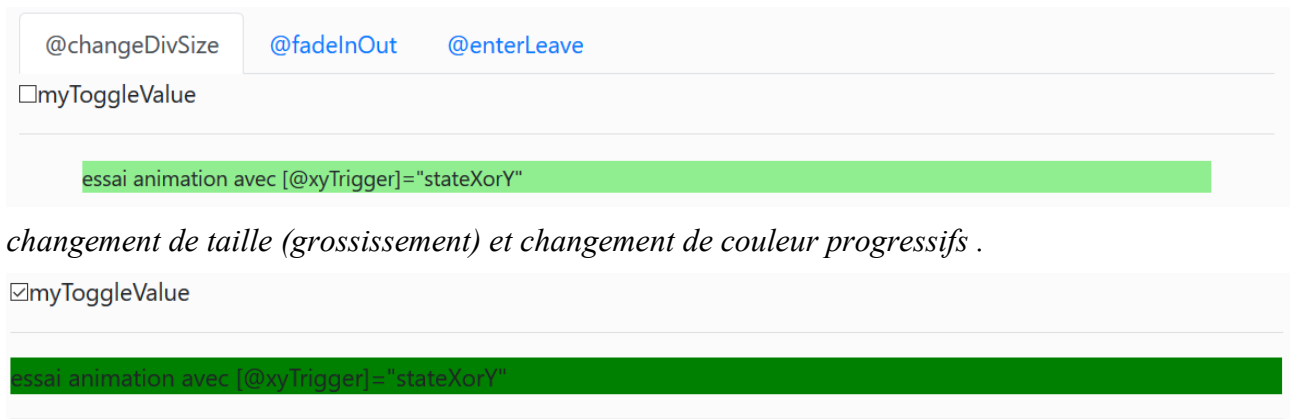 @changeDivSize @fadeInOut @enterLeave
myToggleValue
essai animation avec [@xyTrigger]="stateXorY"
changement de taille (grossissement) et changement de couleur progressifs .
myToggleValue
essai animation avec [@xyTrigger]="stateXorY"